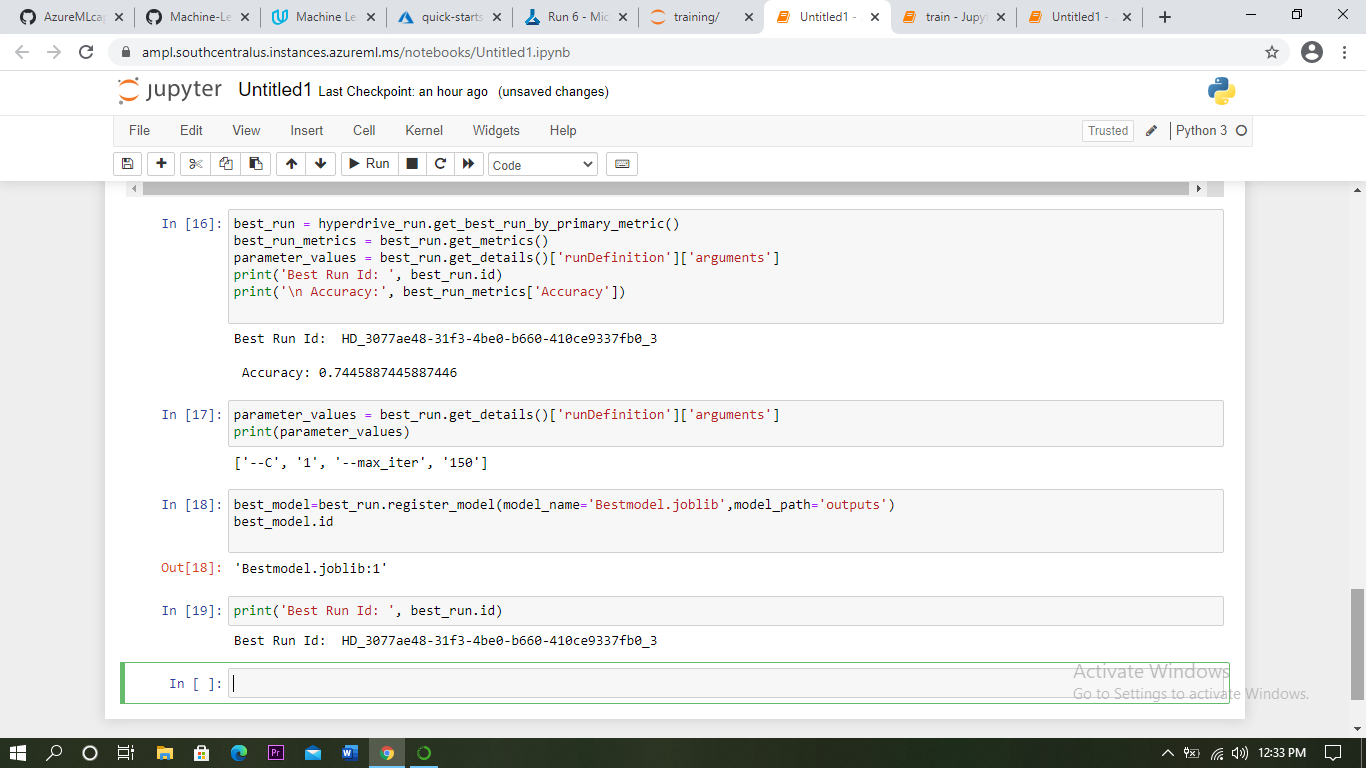 AzureMLca
Machine-Le
Machine Le
quick-starts
Run 6 - Mic
training/
Untitled1 -
train - Jupyt
Untitled1 -
ampl.southcentralus.instances.azureml.ms/notebooks/Untitled1.ipynb
jupyter Untitled1 Last Checkpoint: an hour ago (unsaved changes)
File Edit View Insert Cell Kernel Widgets Help Trusted Python 3
Run Code
In [16]: best_run = hyperdrive_run.get_best_run_by_primary_metric()
best_run_metrics = best_run.get_metrics()
parameter_values = best_run.get_details()['runDefinition']['arguments']
print('Best Run Id: ', best_run.id)
print('\n Accuracy:', best_run_metrics['Accuracy'])
Best Run Id:  HD_3077ae48-31f3-4be0-b660-410ce9337fb0_3
Accuracy: 0.7445887445887446
In [17]: parameter_values = best_run.get_details()['runDefinition']['arguments']
print(parameter_values)
['--C', '1', '--max_iter', '150']
In [18]: best_model=best_run.register_model(model_name='Bestmodel.joblib',model_path='outputs')
best_model.id
Out[18]: 'Bestmodel.joblib:1'
In [19]: print('Best Run Id: ', best_run.id)
Best Run Id:  HD_3077ae48-31f3-4be0-b660-410ce9337fb0_3
In [ ]:
Activate Windows
Go to Settings to activate Windows.
Pr
W
12:33 PM